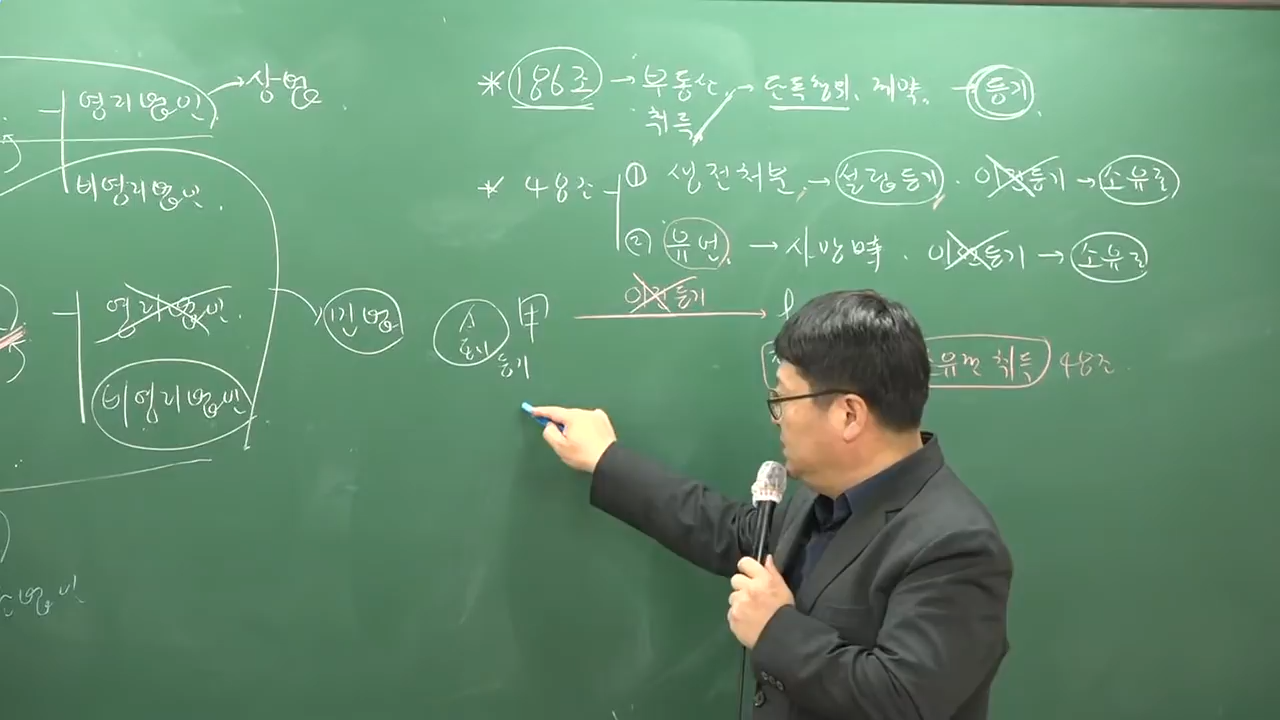 영리법인 → 상법
비영리법인
영리법인
비영리법인
민법
법인
* 186조 → 부동산 → 계약 → 등기
취득
* 48조 ① 생전처분 → 설립등기. 이전등기 → 소유권
② 유언 → 사망時. 이전등기 → 소유권
이전등기
甲
등기
소유권 취득 48조